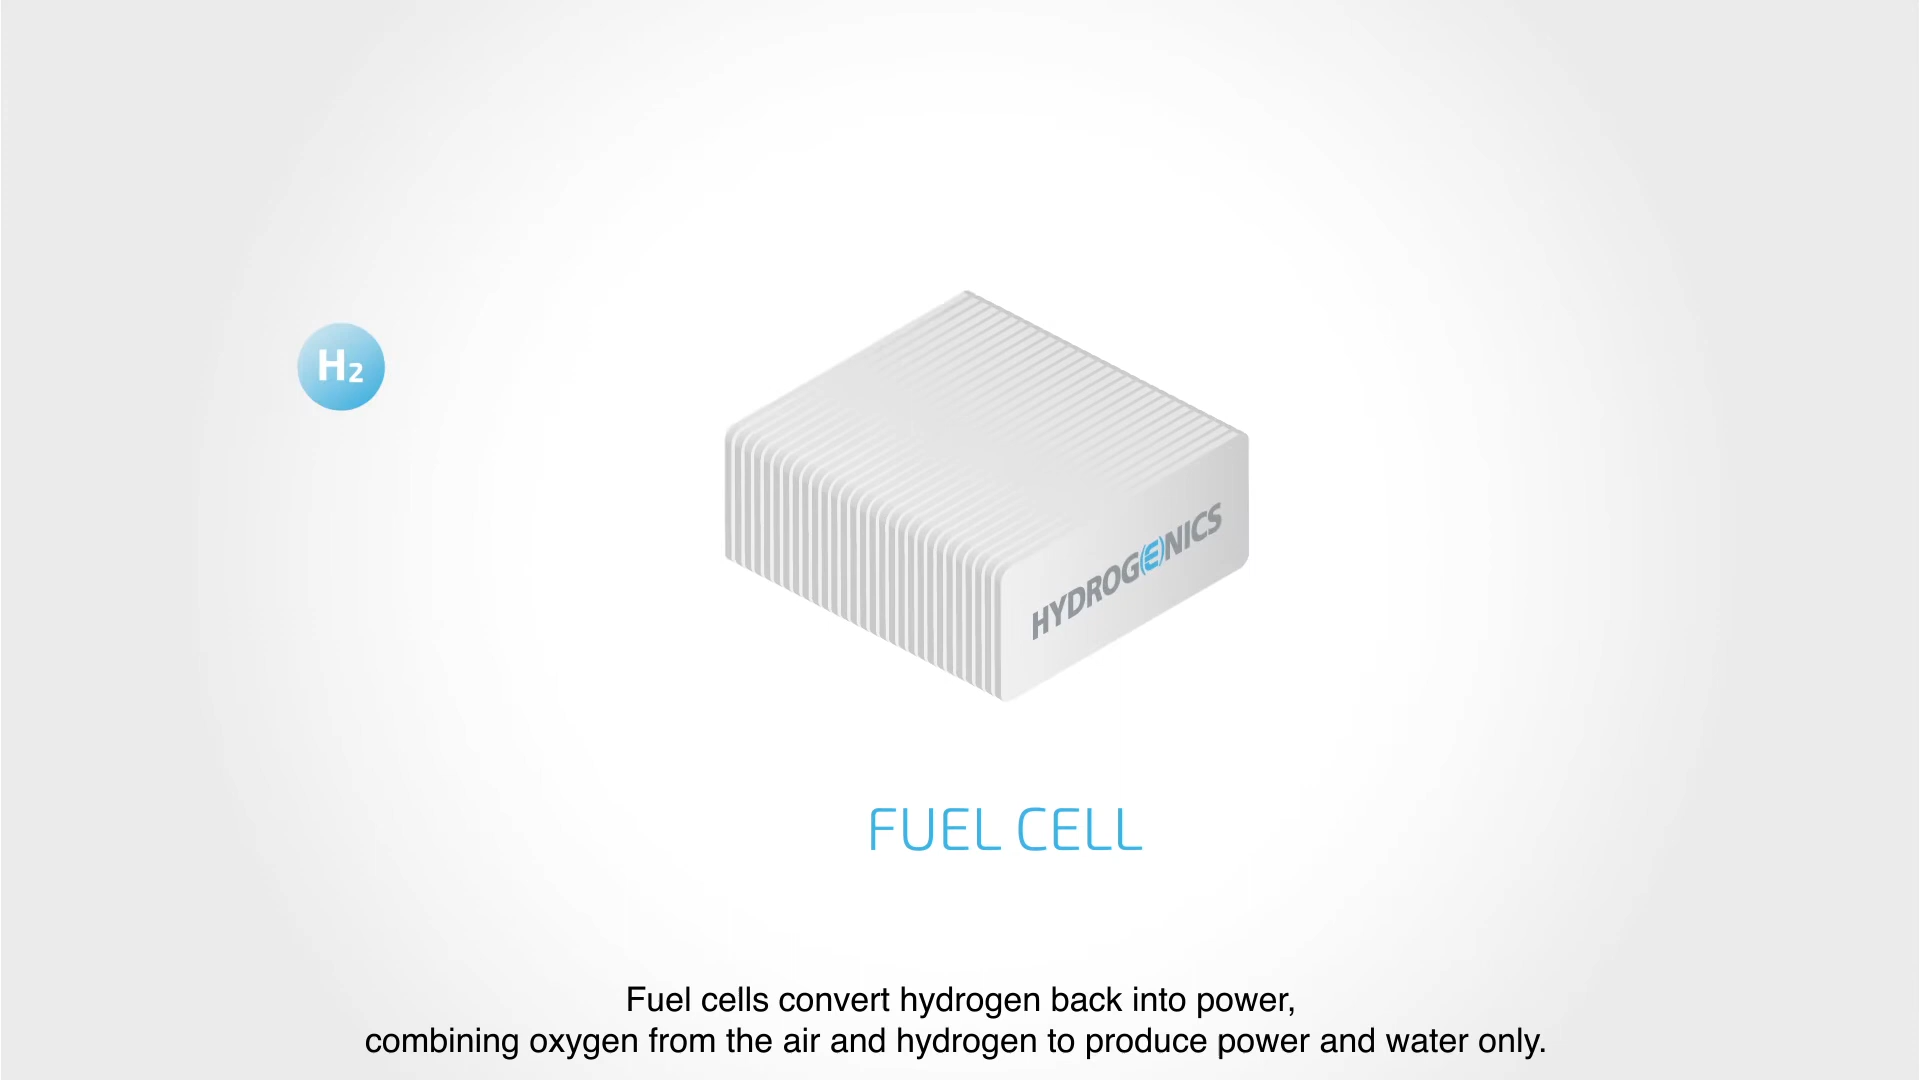 H₂
HYDROGENICS
FUEL CELL
Fuel cells convert hydrogen back into power,
combining oxygen from the air and hydrogen to produce power and water only.